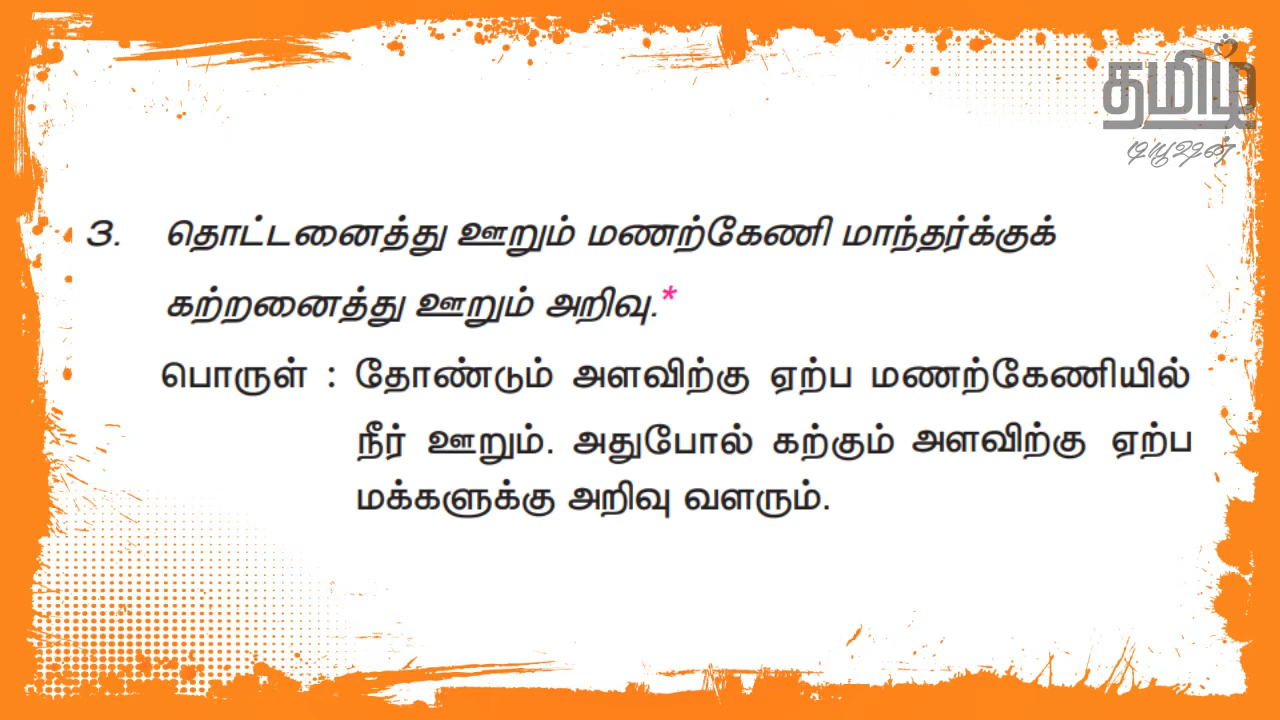 தமிழ்
டியூஷன்
3. தொட்டனைத்து ஊறும் மணற்கேணி மாந்தர்க்குக்
கற்றனைத்து ஊறும் அறிவு.*
பொருள் : தோண்டும் அளவிற்கு ஏற்ப மணற்கேணியில்
நீர் ஊறும். அதுபோல் கற்கும் அளவிற்கு ஏற்ப
மக்களுக்கு அறிவு வளரும்.